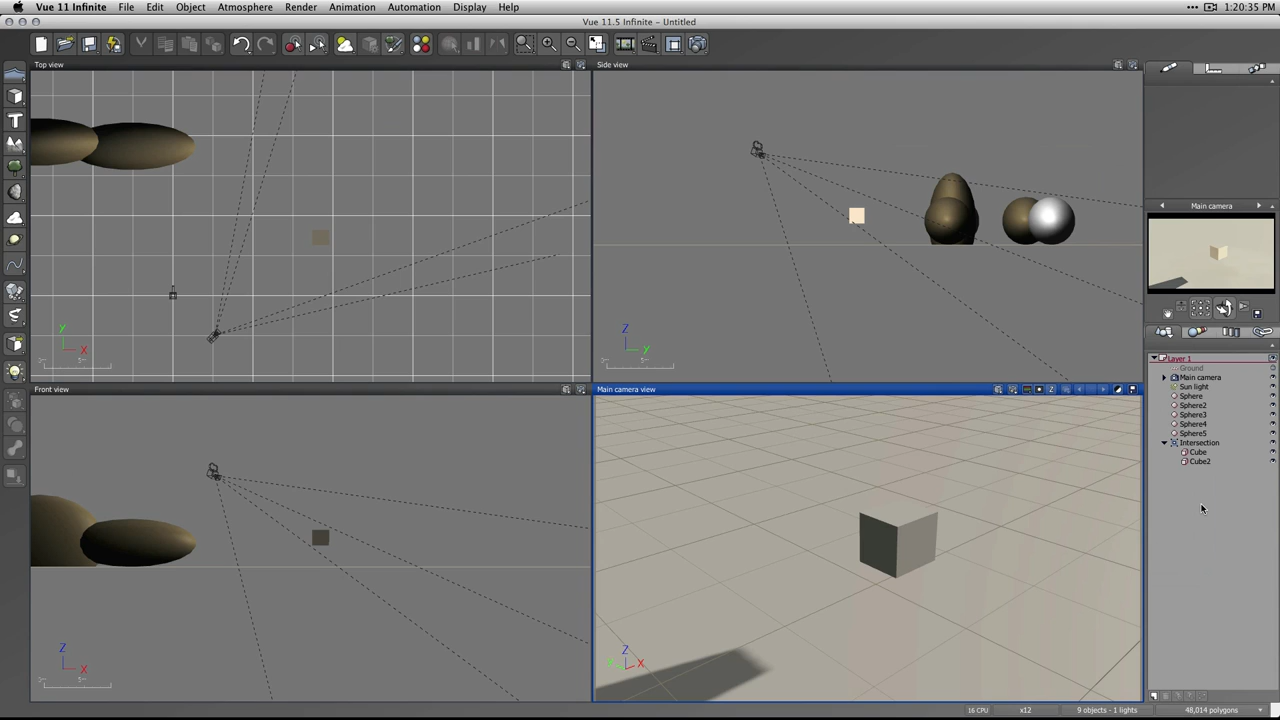 Vue 11 Infinite File Edit Object Atmosphere Render Animation Automation Display Help 1:20:35 PM
Vue 11.5 Infinite - Untitled
Top view
Side view
Main camera
y
x
Z
y
Layer 1
Ground
Main camera
Sun light
Sphere
Sphere2
Sphere3
Sphere4
Sphere5
Intersection
Cube
Cube2
Front view
Main camera view
Z
Z
x
Z
X
16 CPU x12 9 objects - 1 lights 48,014 polygons